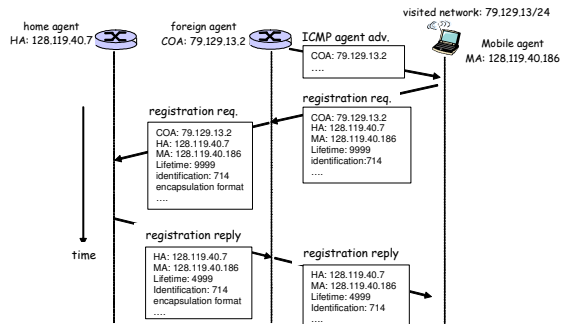 visited network: 79.129.13/24
home agent
HA: 128.119.40.7
foreign agent
COA: 79.129.13.2
ICMP agent adv.
COA: 79.129.13.2
....
Mobile agent
MA: 128.119.40.186
registration req.
COA: 79.129.13.2
HA: 128.119.40.7
MA: 128.119.40.186
Lifetime: 9999
identification:714
....
registration req.
COA: 79.129.13.2
HA: 128.119.40.7
MA: 128.119.40.186
Lifetime: 9999
identification: 714
encapsulation format
....
time
registration reply
HA: 128.119.40.7
MA: 128.119.40.186
Lifetime: 4999
Identification: 714
encapsulation format
....
registration reply
HA: 128.119.40.7
MA: 128.119.40.186
Lifetime: 4999
Identification: 714
....